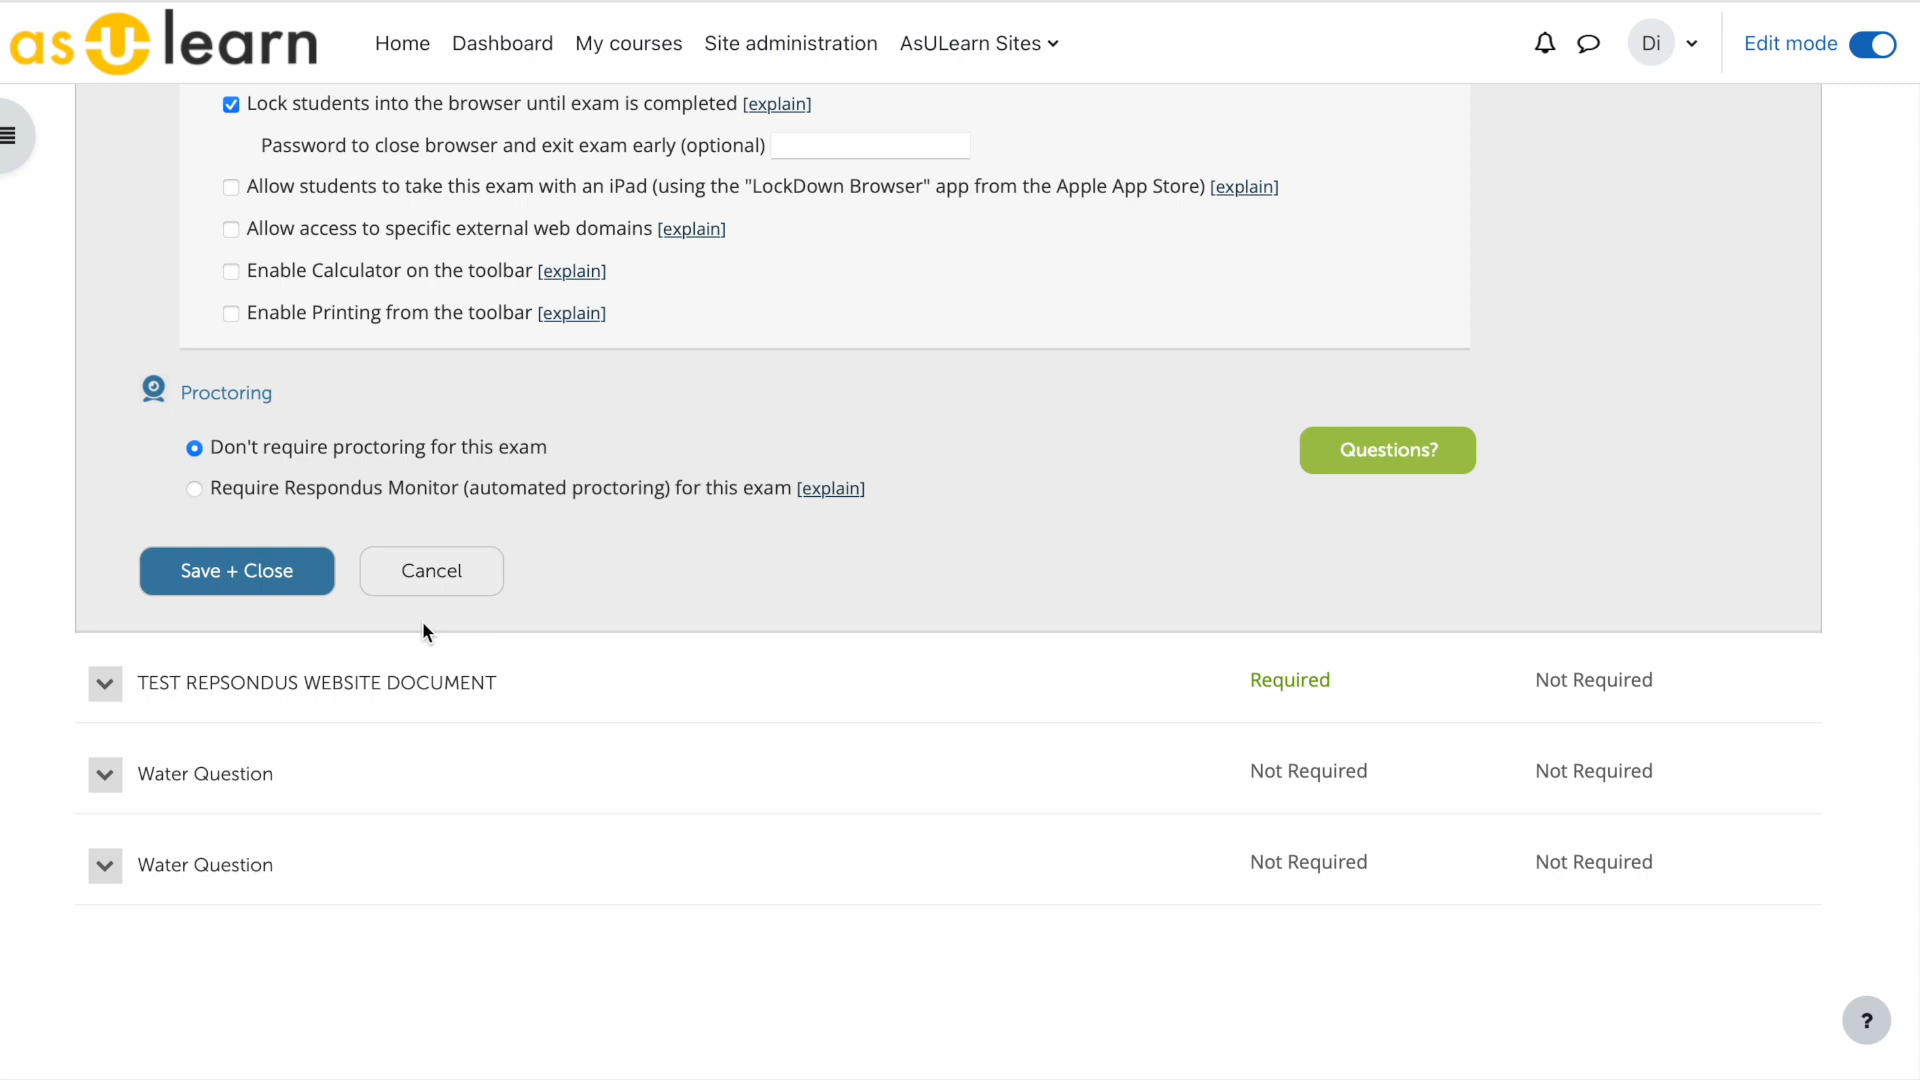 asULearn Home Dashboard My courses Site administration AsULearn Sites Di Edit mode
Lock students into the browser until exam is completed [explain]
Password to close browser and exit exam early (optional)
Allow students to take this exam with an iPad (using the "LockDown Browser" app from the Apple App Store) [explain]
Allow access to specific external web domains [explain]
Enable Calculator on the toolbar [explain]
Enable Printing from the toolbar [explain]
Proctoring
Don't require proctoring for this exam
Questions?
Require Respondus Monitor (automated proctoring) for this exam [explain]
Save + Close Cancel
TEST REPSONDUS WEBSITE DOCUMENT Required Not Required
Water Question Not Required Not Required
Water Question Not Required Not Required
?